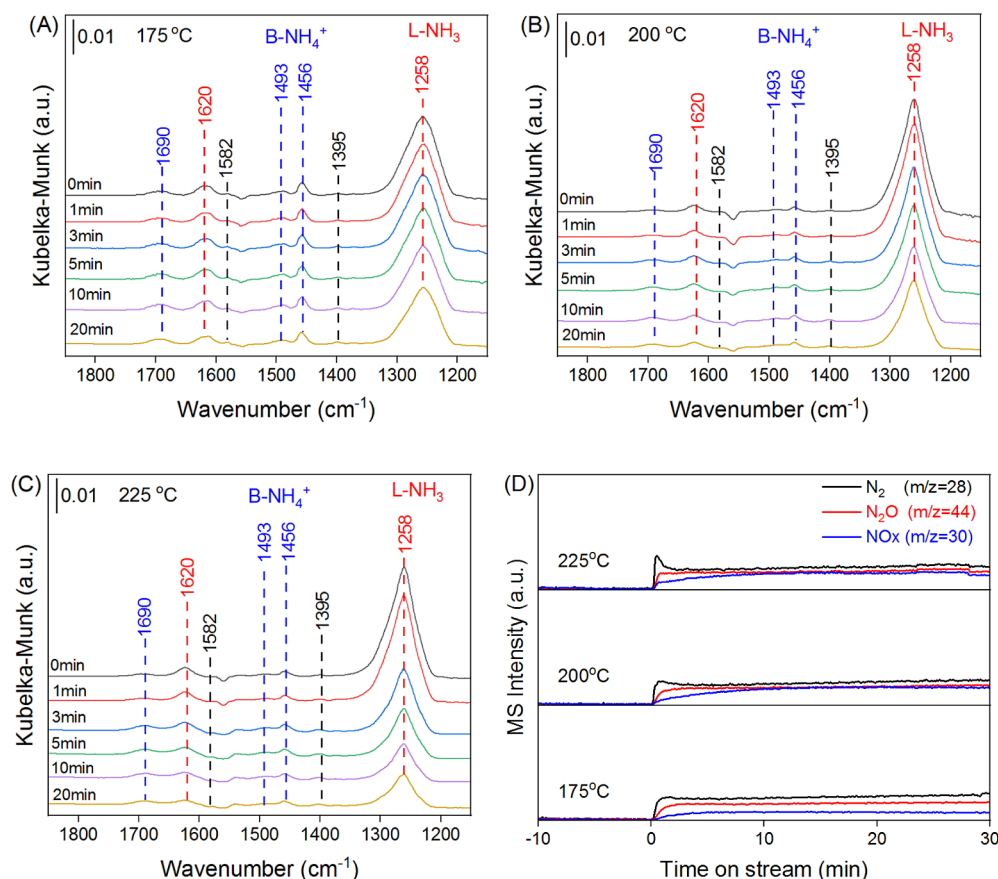 (A)
0.01 175 °C
B-NH₄⁺
L-NH₃
1690
1620
1582
1493
1456
1395
1258
0min
1min
3min
5min
10min
20min
Kubelka-Munk (a.u.)
1800 1700 1600 1500 1400 1300 1200
Wavenumber (cm⁻¹)
(B)
0.01 200 °C
B-NH₄⁺
L-NH₃
1690
1620
1582
1493
1456
1395
1258
0min
1min
3min
5min
10min
20min
Kubelka-Munk (a.u.)
1800 1700 1600 1500 1400 1300 1200
Wavenumber (cm⁻¹)
(C)
0.01 225 °C
B-NH₄⁺
L-NH₃
1690
1620
1582
1493
1456
1395
1258
0min
1min
3min
5min
10min
20min
Kubelka-Munk (a.u.)
1800 1700 1600 1500 1400 1300 1200
Wavenumber (cm⁻¹)
(D)
N₂ (m/z=28)
N₂O (m/z=44)
NOx (m/z=30)
225°C
200°C
175°C
MS Intensity (a.u.)
-10 0 10 20 30
Time on stream (min)